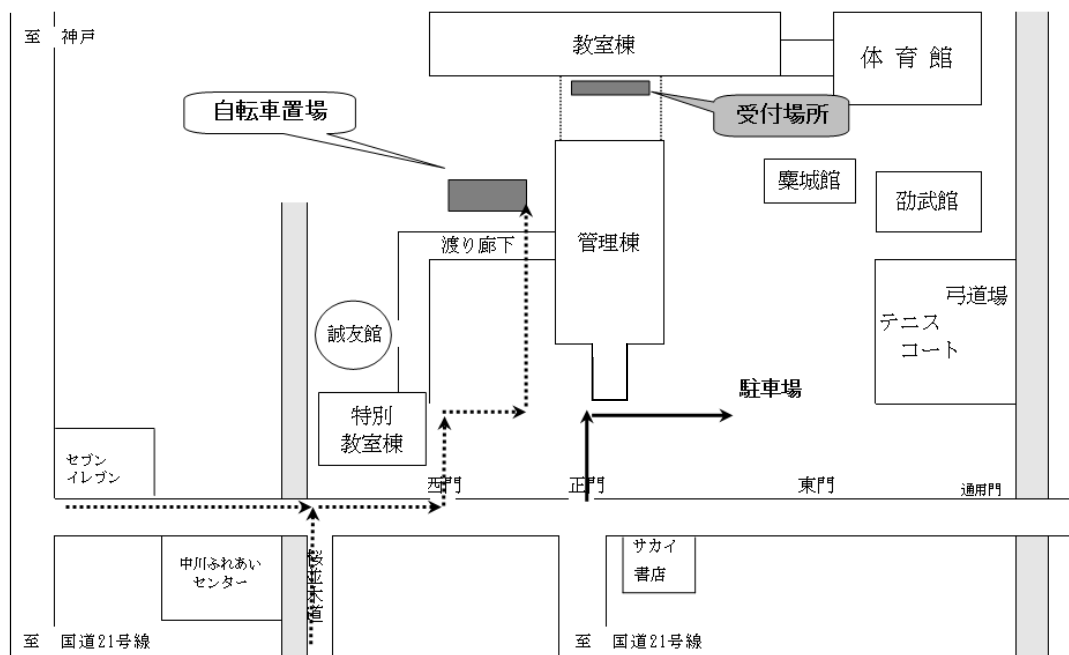 至 神戸
教室棟
体 育 館
自転車置場
受付場所
麋城館
劭武館
渡り廊下
管理棟
弓道場
テニス
コート
誠友館
駐車場
特別
教室棟
セブン
イレブン
西門
正門
東門
通用門
中川ふれあい
センター
サカイ
書店
至 国道21号線
至 国道21号線